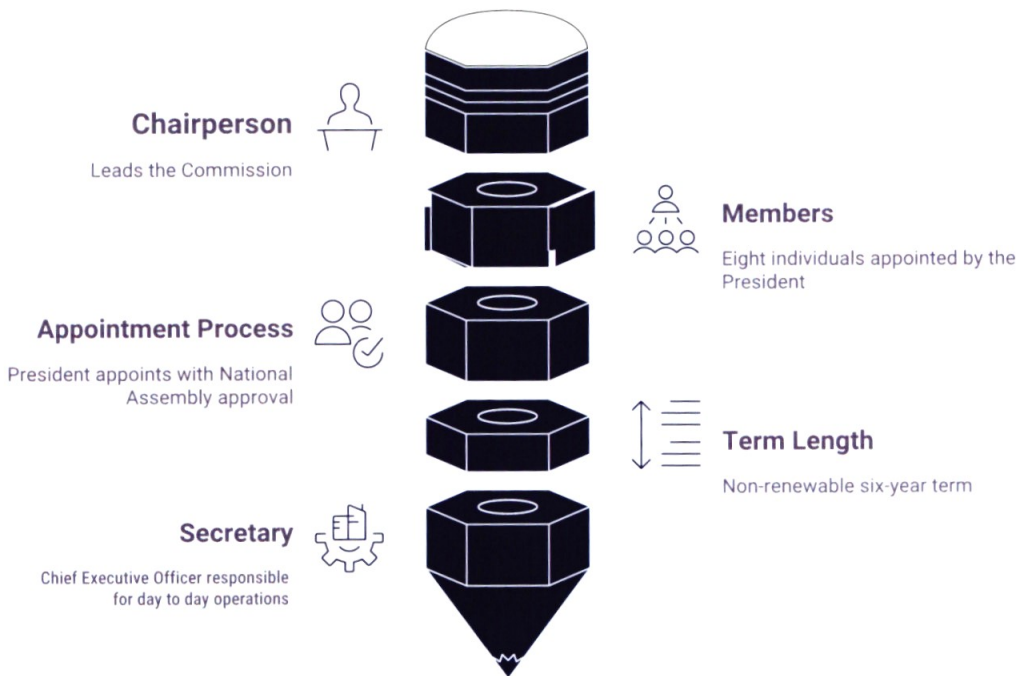 Chairperson
Leads the Commission
Members
Eight individuals appointed by the
President
Appointment Process
President appoints with National
Assembly approval
Term Length
Non-renewable six-year term
Secretary
Chief Executive Officer responsible
for day to day operations